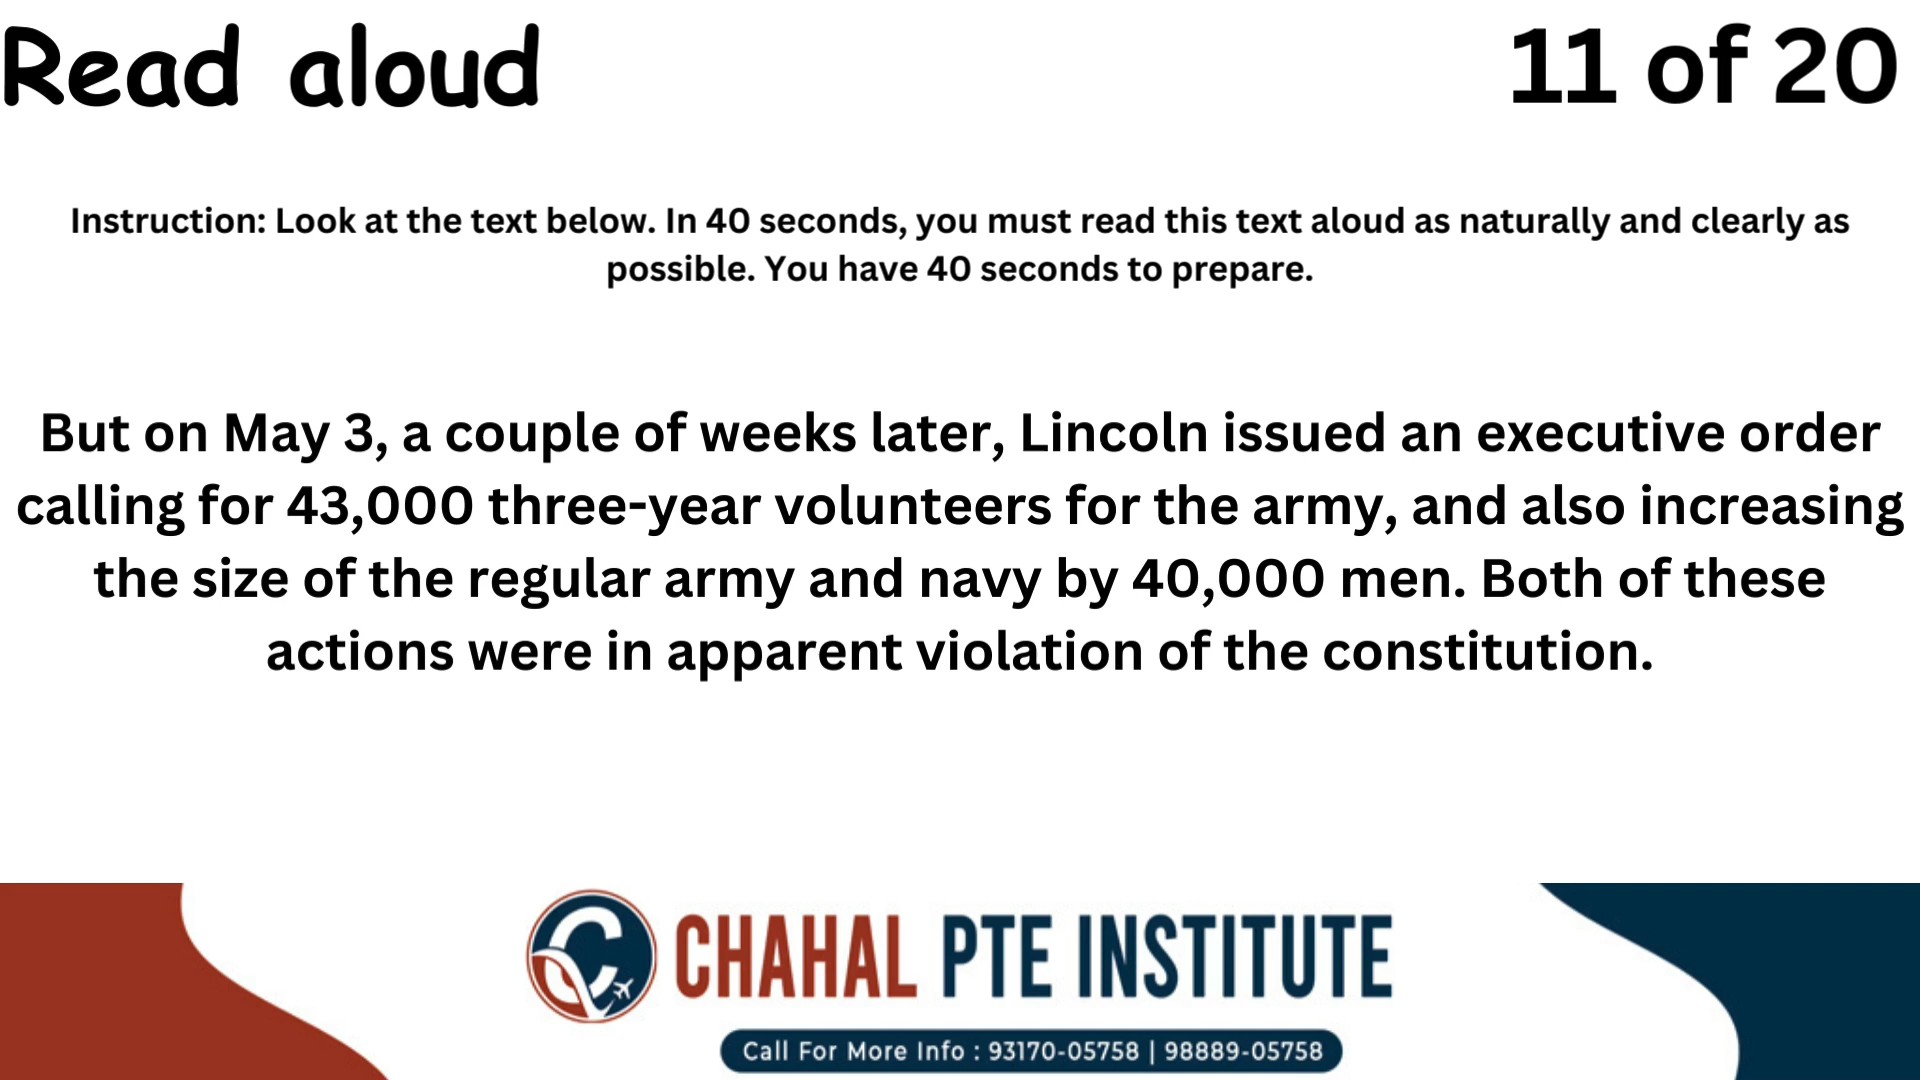 Read aloud
11 of 20
Instruction: Look at the text below. In 40 seconds, you must read this text aloud as naturally and clearly as
possible. You have 40 seconds to prepare.
But on May 3, a couple of weeks later, Lincoln issued an executive order
calling for 43,000 three-year volunteers for the army, and also increasing
the size of the regular army and navy by 40,000 men. Both of these
actions were in apparent violation of the constitution.
CHAHAL PTE INSTITUTE
Call For More Info : 93170-05758 | 98889-05758